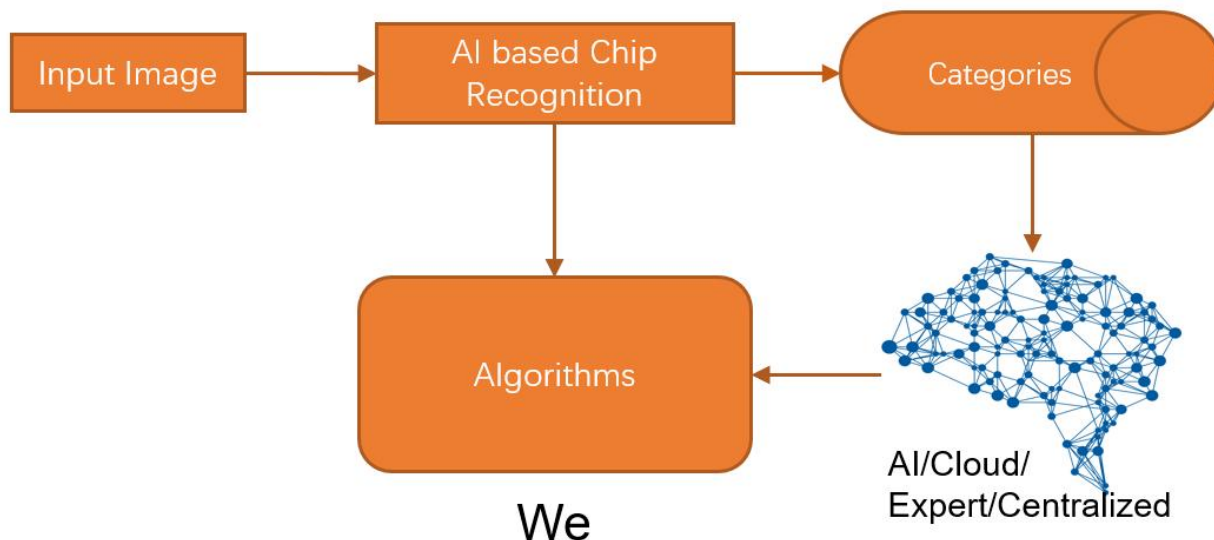 Input Image
AI based Chip
Recognition
Categories
Algorithms
AI/Cloud/
Expert/Centralized
We